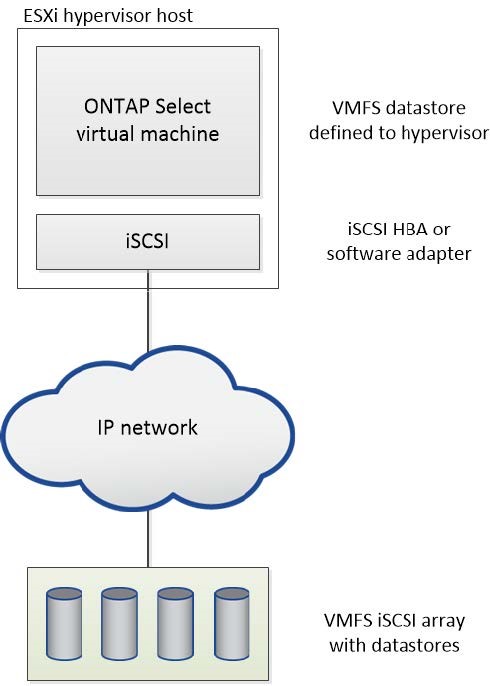 ESXi hypervisor host
ONTAP Select
virtual machine
VMFS datastore
defined to hypervisor
iSCSI
iSCSI HBA or
software adapter
IP network
VMFS iSCSI array
with datastores